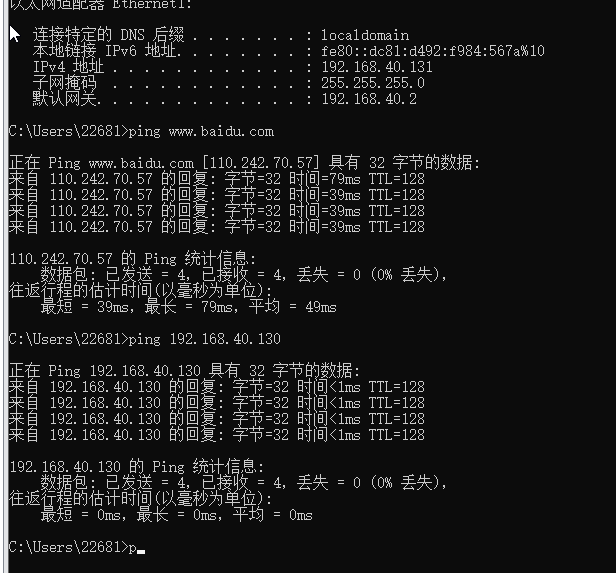 以太网适配器 Ethernet1:
连接特定的 DNS 后缀 . . . . . . . : localdomain
本地链接 IPv6 地址. . . . . . . . : fe80::dc81:d492:f984:567a%10
IPv4 地址 . . . . . . . . . . . . : 192.168.40.131
子网掩码 . . . . . . . . . . . . : 255.255.255.0
默认网关. . . . . . . . . . . . . : 192.168.40.2
C:\Users\22681>ping www.baidu.com
正在 Ping www.baidu.com [110.242.70.57] 具有 32 字节的数据:
来自 110.242.70.57 的回复: 字节=32 时间=79ms TTL=128
来自 110.242.70.57 的回复: 字节=32 时间=39ms TTL=128
来自 110.242.70.57 的回复: 字节=32 时间=39ms TTL=128
来自 110.242.70.57 的回复: 字节=32 时间=39ms TTL=128
110.242.70.57 的 Ping 统计信息:
数据包: 已发送 = 4, 已接收 = 4, 丢失 = 0 (0% 丢失),
往返行程的估计时间(以毫秒为单位):
最短 = 39ms, 最长 = 79ms, 平均 = 49ms
C:\Users\22681>ping 192.168.40.130
正在 Ping 192.168.40.130 具有 32 字节的数据:
来自 192.168.40.130 的回复: 字节=32 时间<1ms TTL=128
来自 192.168.40.130 的回复: 字节=32 时间<1ms TTL=128
来自 192.168.40.130 的回复: 字节=32 时间<1ms TTL=128
来自 192.168.40.130 的回复: 字节=32 时间<1ms TTL=128
192.168.40.130 的 Ping 统计信息:
数据包: 已发送 = 4, 已接收 = 4, 丢失 = 0 (0% 丢失),
往返行程的估计时间(以毫秒为单位):
最短 = 0ms, 最长 = 0ms, 平均 = 0ms
C:\Users\22681>p